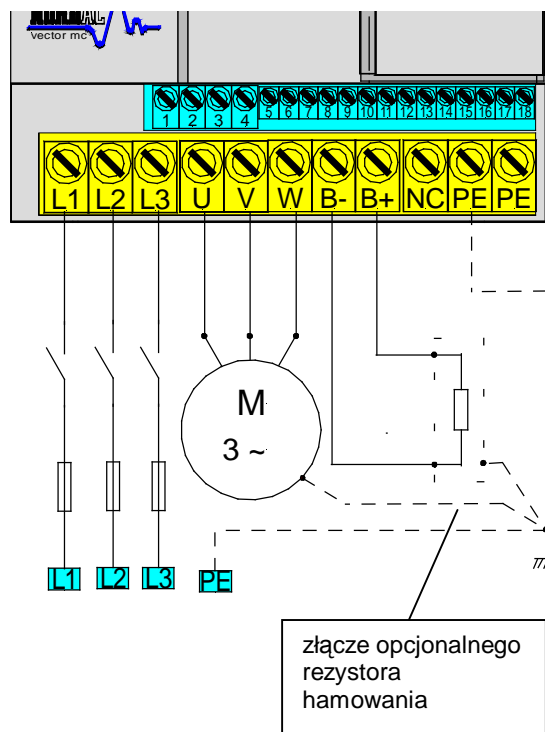 vector mc
1 2 3 4 5 6 7 8 9 10 11 12 13 14 15 16 17 18
L1 L2 L3 U V W B- B+ NC PE PE
M
3 ~
L1 L2 L3 PE
złącze opcjonalnego
rezystora
hamowania